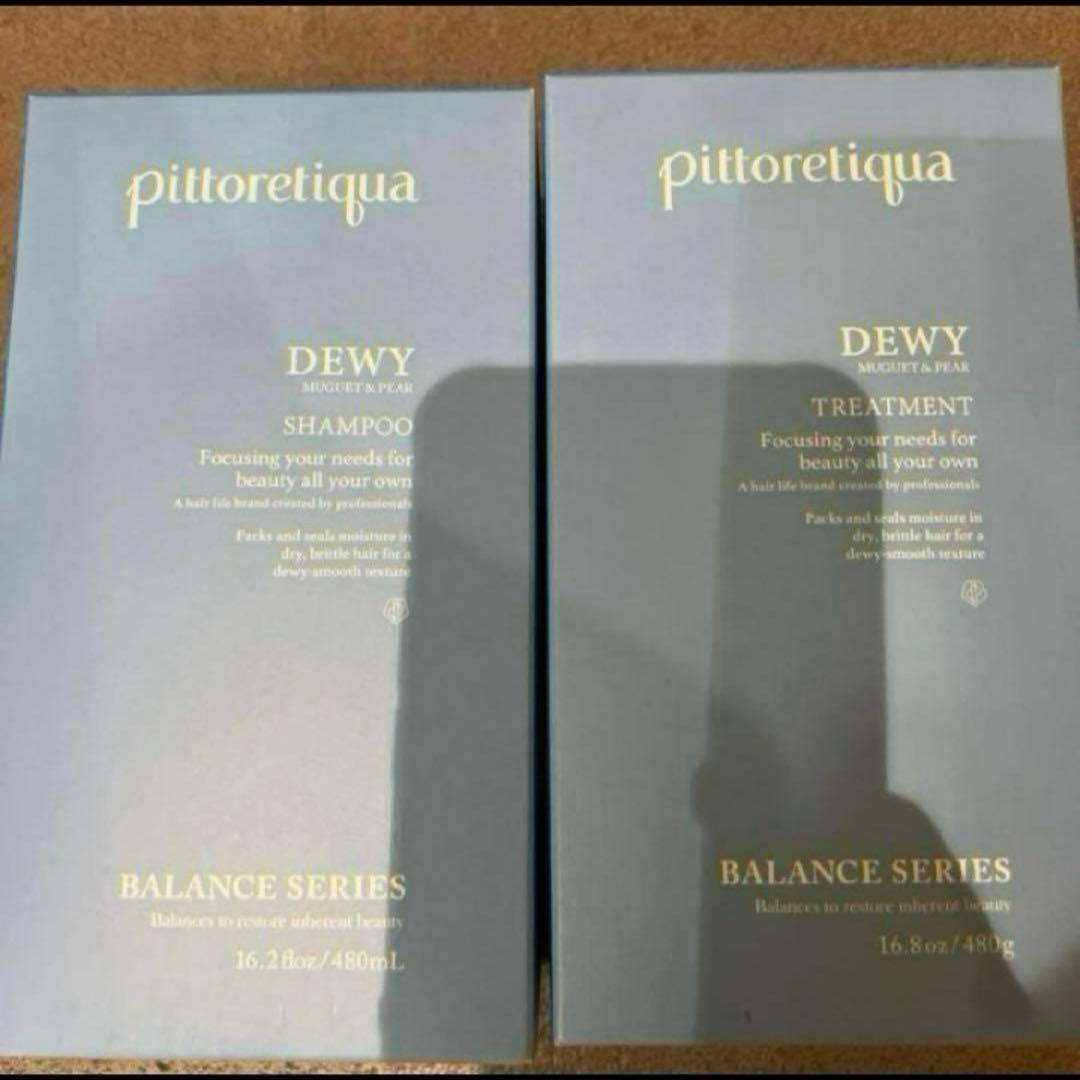 pittoretiqua
DEWY
MUGUET & PEAR
SHAMPOO
Focusing your needs for
beauty all your own
A hair life brand created by professionals
Packs and seals moisture in
dry, brittle hair for a
dewy-smooth texture
BALANCE SERIES
Balances to restore inherent beauty
16.2floz/480mL
pittoretiqua
DEWY
MUGUET & PEAR
TREATMENT
Focusing your needs for
beauty all your own
A hair life brand created by professionals
Packs and seals moisture in
dry, brittle hair for a
dewy-smooth texture
BALANCE SERIES
Balances to restore inherent beauty
16.8oz/480g